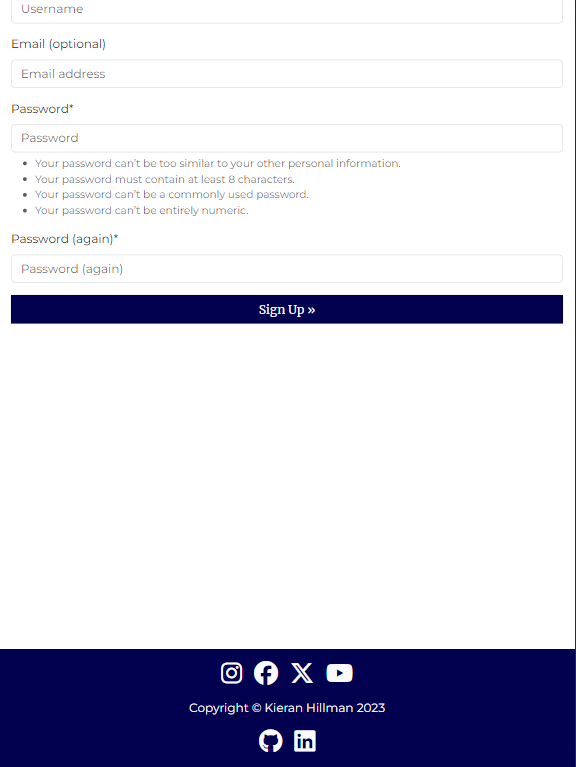 Username
Email (optional)
Email address
Password*
Password
Your password can't be too similar to your other personal information.
Your password must contain at least 8 characters.
Your password can't be a commonly used password.
Your password can't be entirely numeric.
Password (again)*
Password (again)
Sign Up »
Copyright © Kieran Hillman 2023